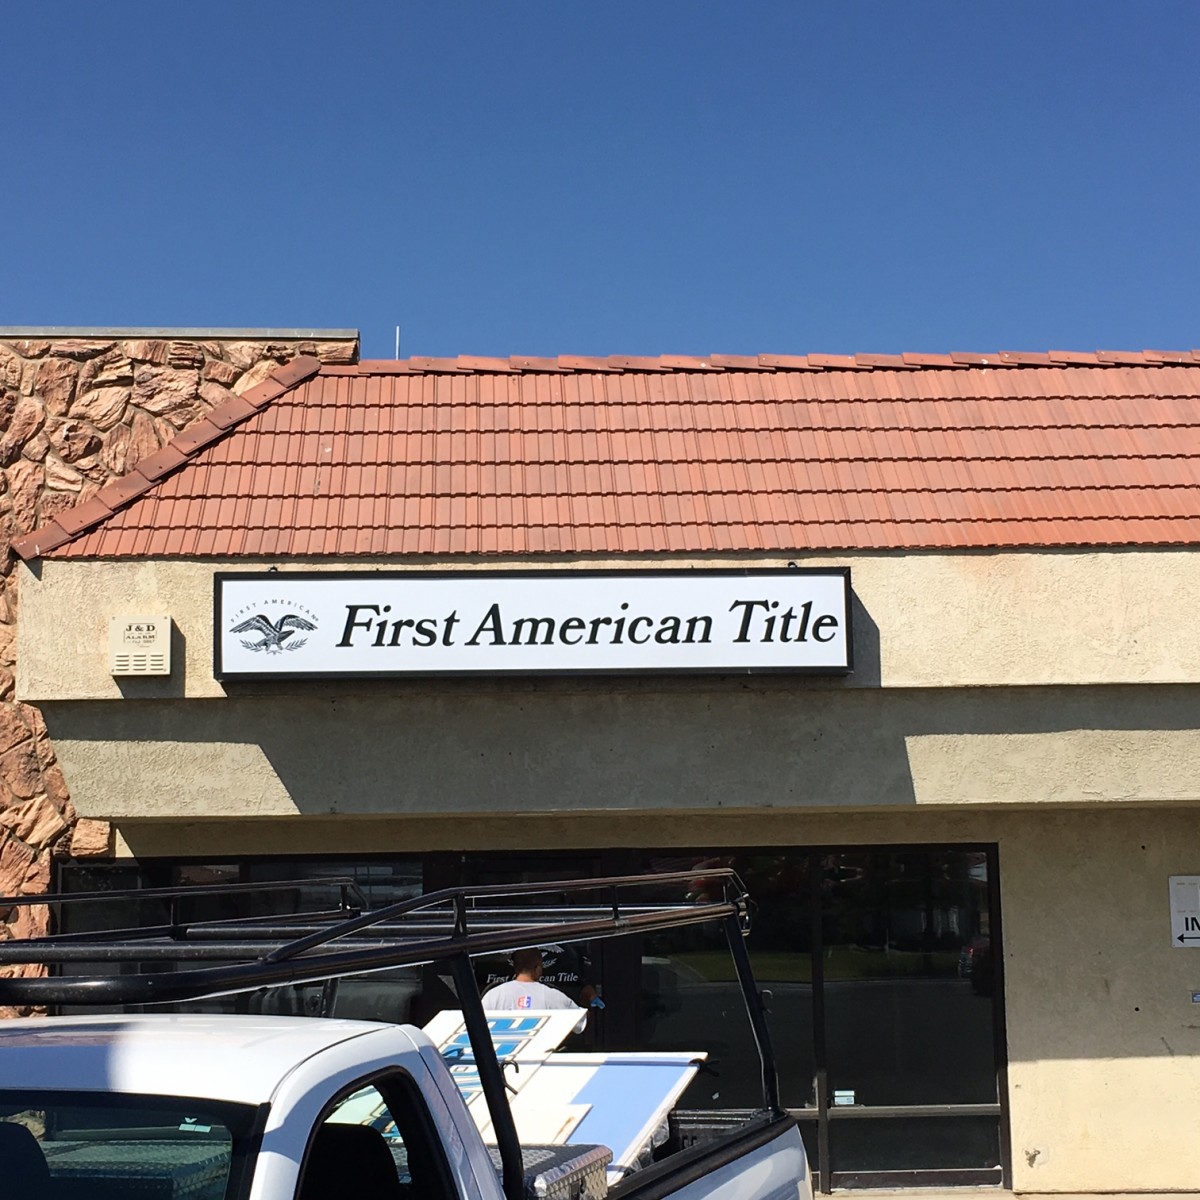 FIRST AMERICAN
First American Title
J & D
ALARM
First American Title
IN